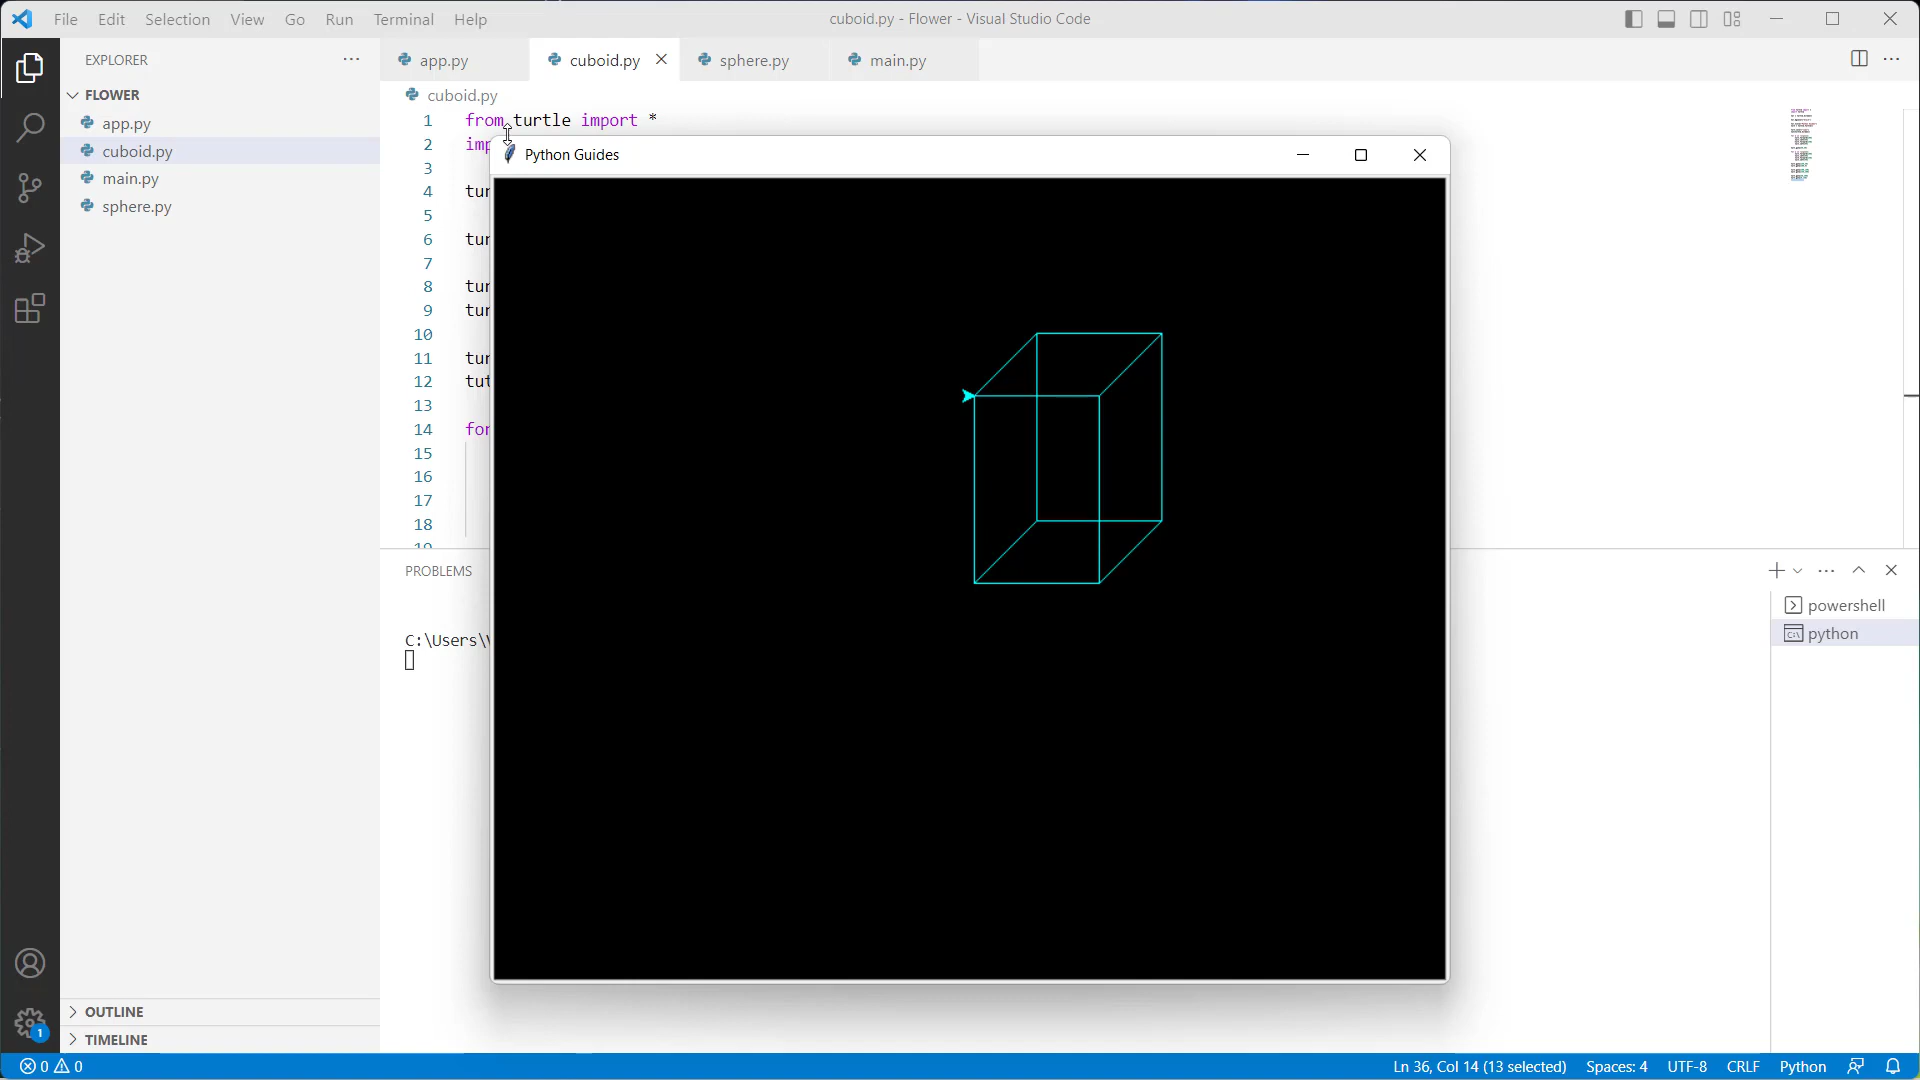 File Edit Selection View Go Run Terminal Help
cuboid.py - Flower - Visual Studio Code
EXPLORER
FLOWER
app.py
cuboid.py
main.py
sphere.py
OUTLINE
TIMELINE
app.py cuboid.py sphere.py main.py
cuboid.py
1 from turtle import *
2 imp
3
4 tur
5
6 tur
7
8 tur
9 tur
10
11 tur
12 tut
13
14 for
15
16
17
18
19
Python Guides
PROBLEMS
C:\Users\V
powershell
python
1
0 0
Ln 36, Col 14 (13 selected) Spaces: 4 UTF-8 CRLF Python